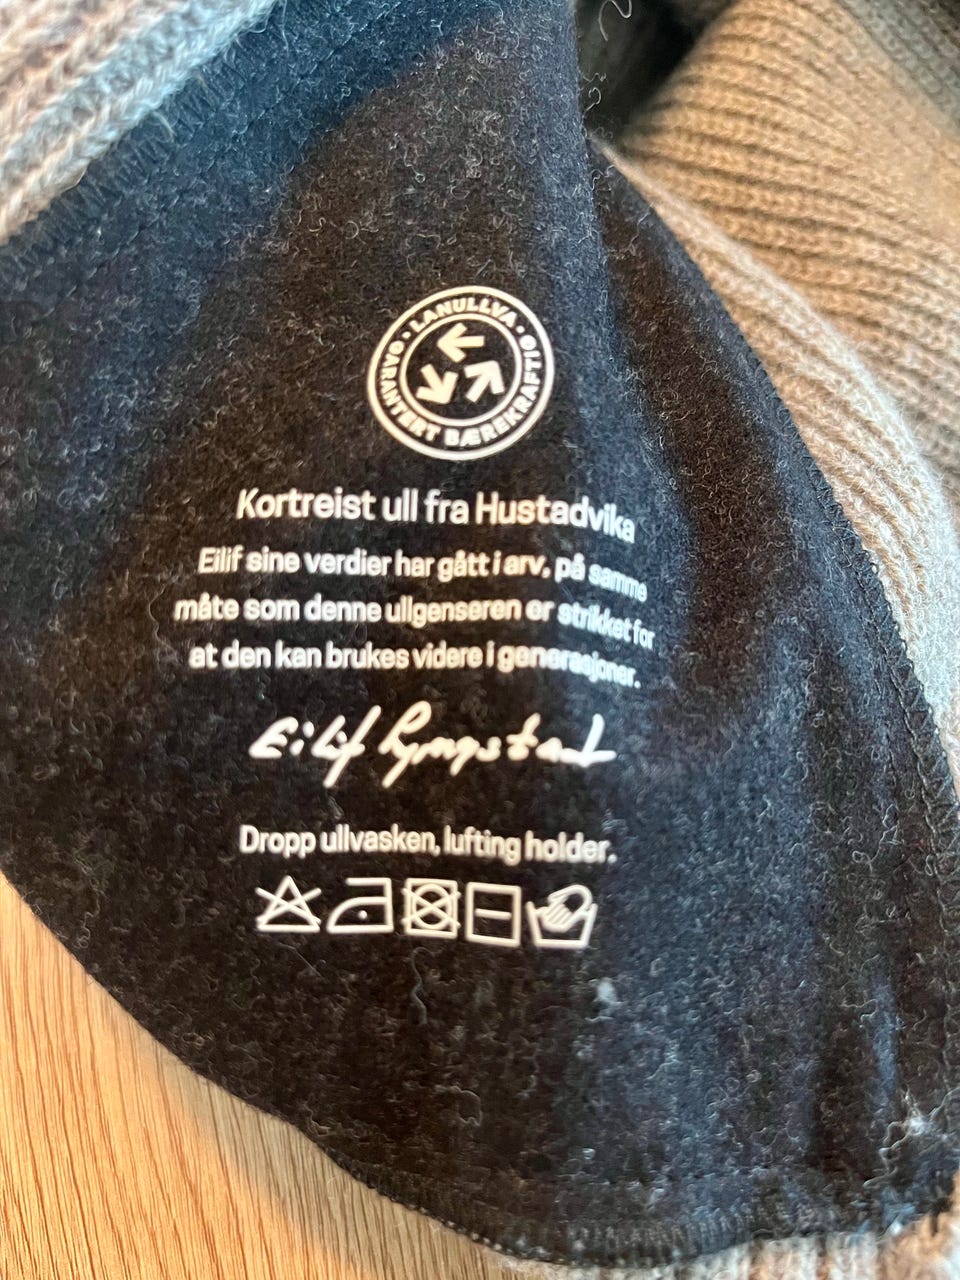 LANULLVA · GARANTERT BÆREKRAFTIG ·
Kortreist ull fra Hustadvika
Eilif sine verdier har gått i arv, på samme
måte som denne ullgenseren er strikket for
at den kan brukes videre i generasjoner.
Eilif
Dropp ullvasken, lufting holder.